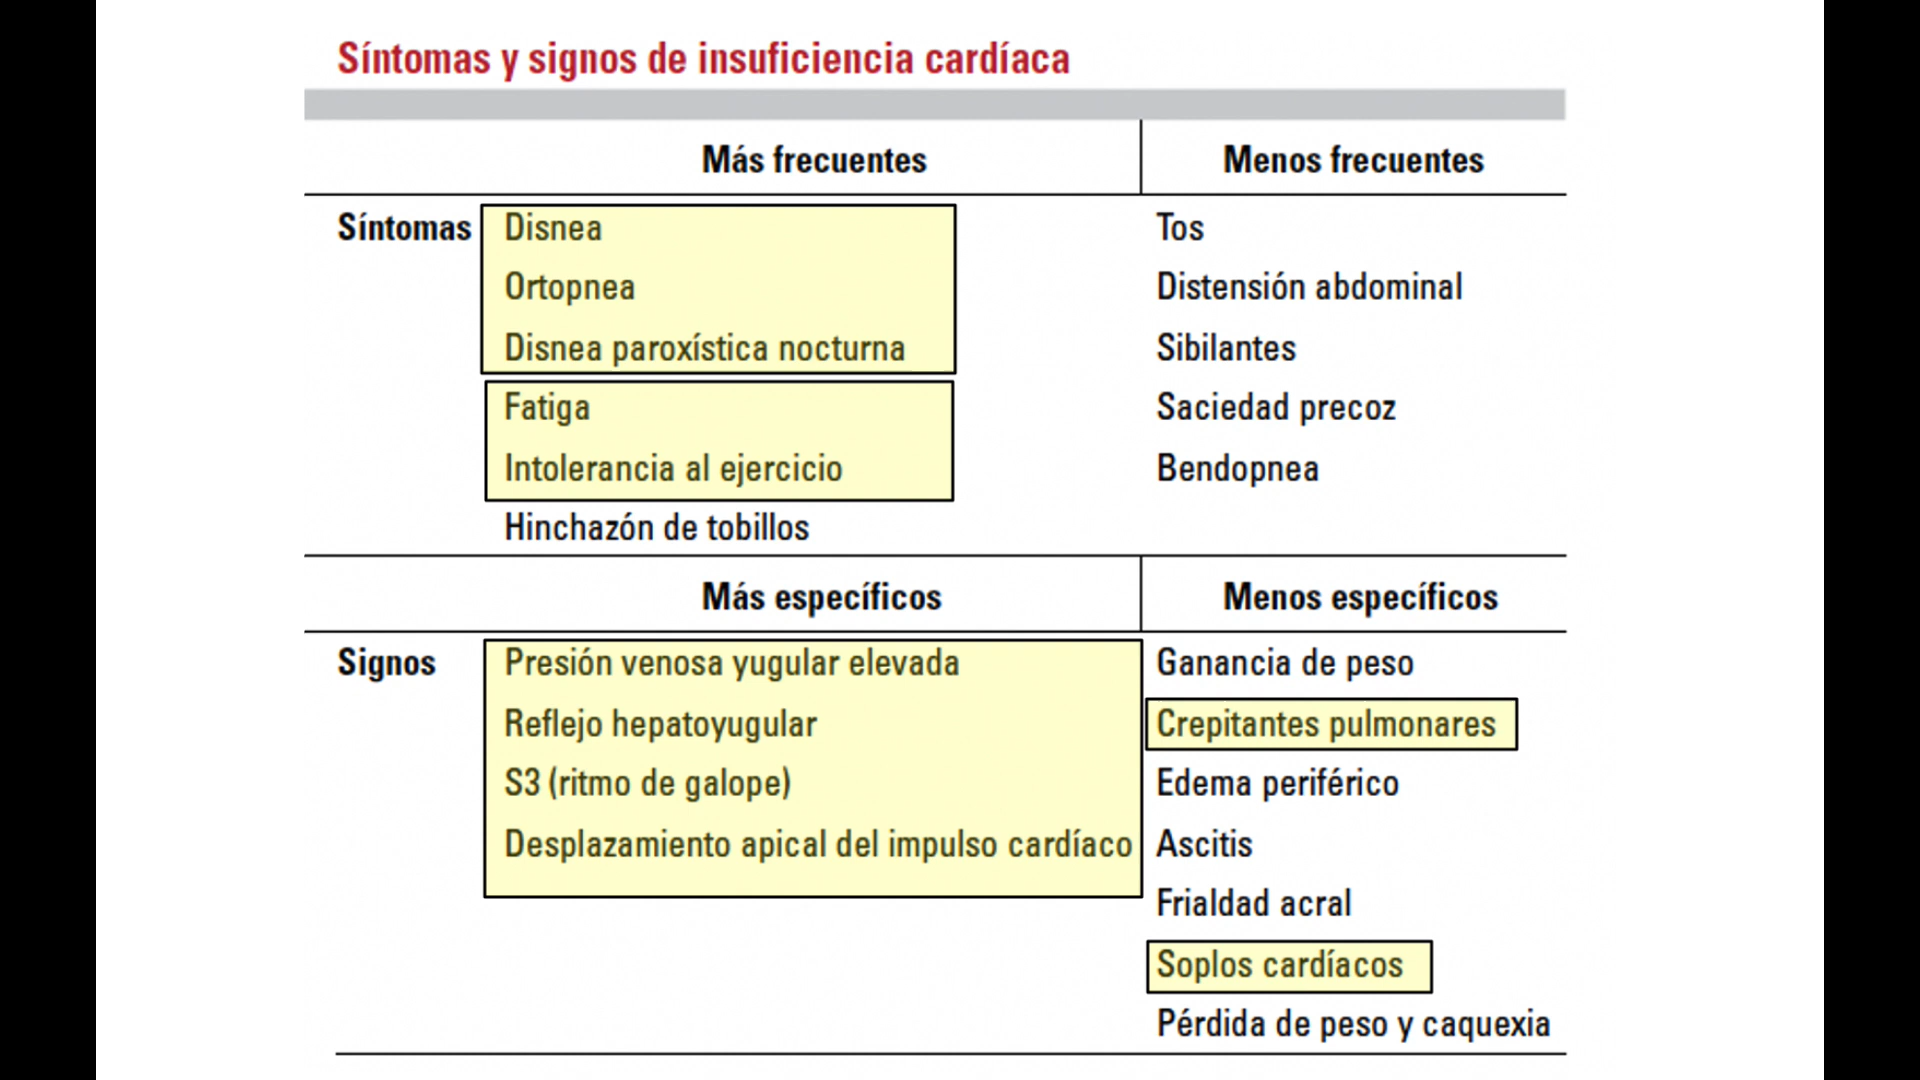 Síntomas y signos de insuficiencia cardíaca
Más frecuentes Menos frecuentes
Síntomas Disnea Tos
Ortopnea Distensión abdominal
Disnea paroxística nocturna Sibilantes
Fatiga Saciedad precoz
Intolerancia al ejercicio Bendopnea
Hinchazón de tobillos
Más específicos Menos específicos
Signos Presión venosa yugular elevada Ganancia de peso
Reflejo hepatoyugular Crepitantes pulmonares
S3 (ritmo de galope) Edema periférico
Desplazamiento apical del impulso cardíaco Ascitis
Frialdad acral
Soplos cardíacos
Pérdida de peso y caquexia